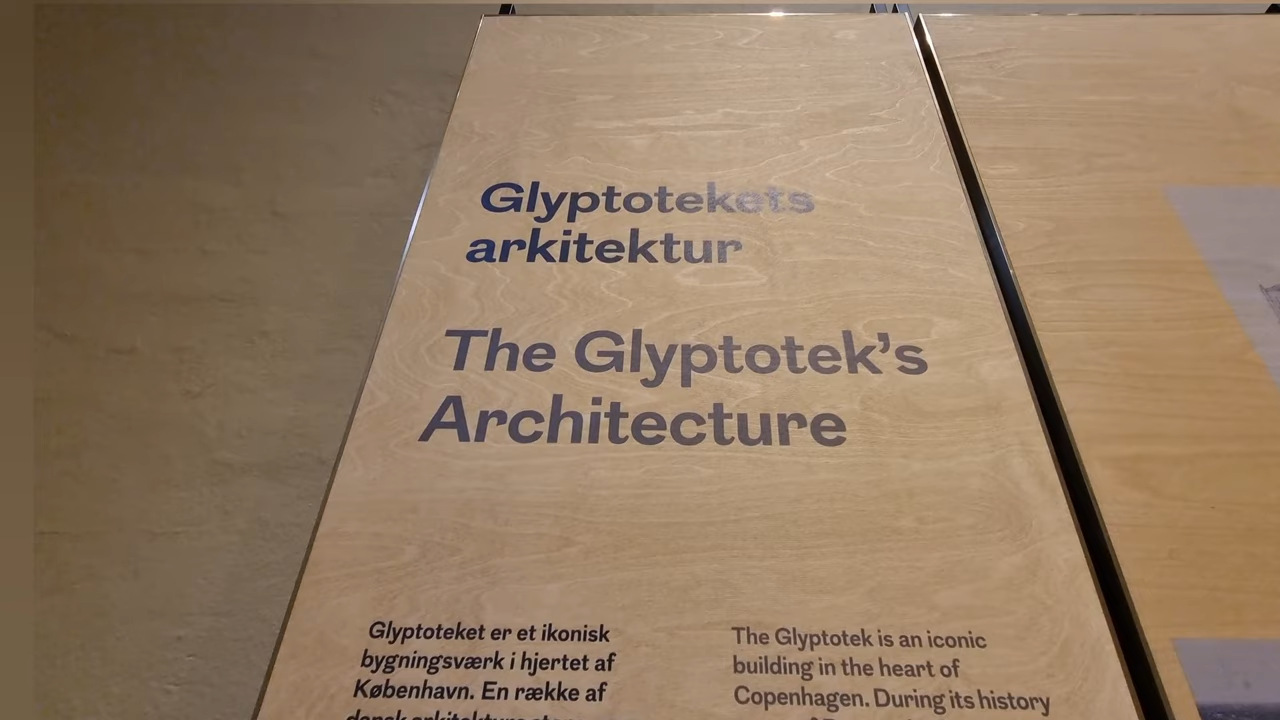 Glyptotekets
arkitektur
The Glyptotek's
Architecture
Glyptoteket er et ikonisk
bygningsværk i hjertet af
København. En række af
The Glyptotek is an iconic
building in the heart of
Copenhagen. During its history